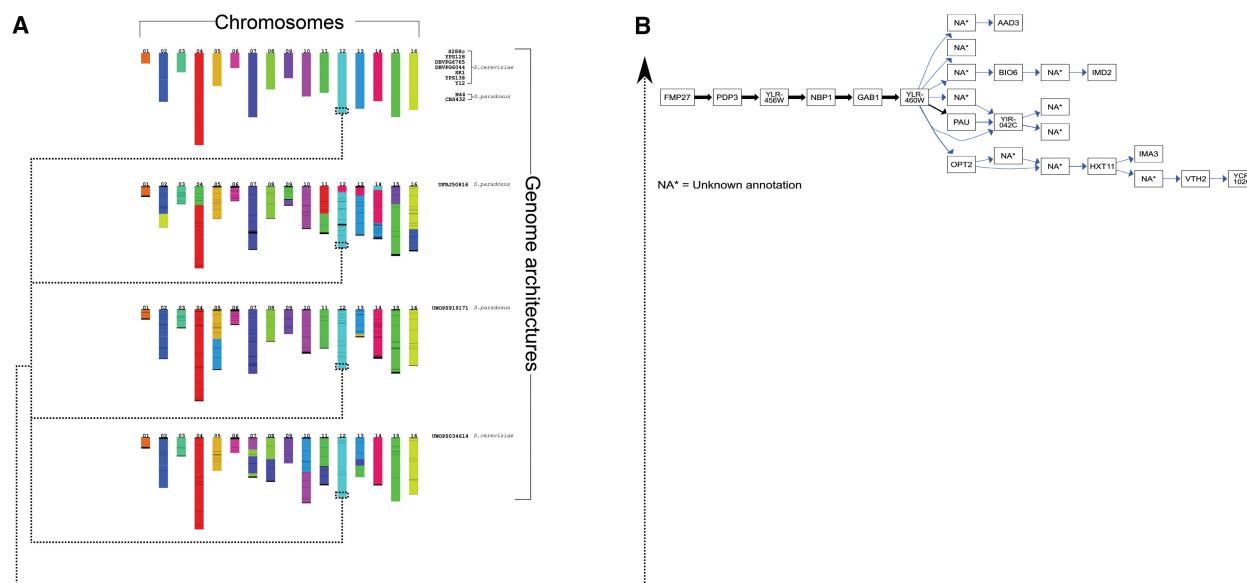 A
Chromosomes
01 02 03 04 05 06 07 08 09 10 11 12 13 14 15 16
S288c
YPS128
DBVPG6765
DBVPG6044
SK1
YPS138
Y12
S.cerevisiae
N44
CBS432
S.paradoxus
01 02 03 04 05 06 07 08 09 10 11 12 13 14 15 16
UFRJ50816 S.paradoxus
01 02 03 04 05 06 07 08 09 10 11 12 13 14 15 16
UWOPS919171 S.paradoxus
01 02 03 04 05 06 07 08 09 10 11 12 13 14 15 16
UWOPS034614 S.cerevisiae
Genome architectures
B
NA* AAD3
NA*
NA* BIO6 NA* IMD2
FMP27 PDP3 YLR-456W NBP1 GAB1 YLR-460W
NA*
NA*
PAU YIR-042C
NA*
IMA3
OPT2 NA* NA* HXT11
NA* VTH2 YCR 102C
NA* = Unknown annotation